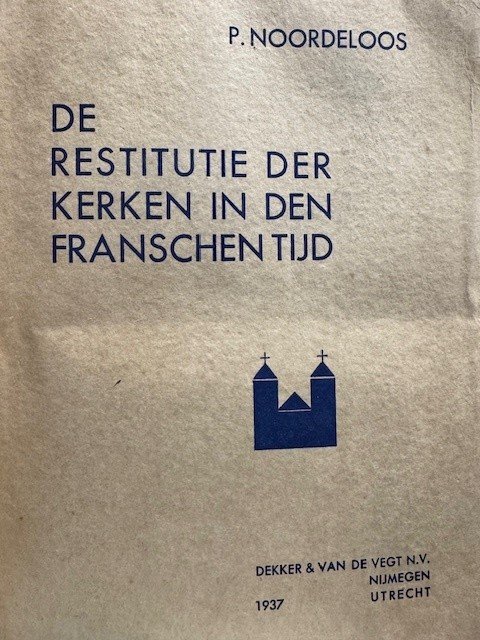 P. NOORDELOOS
DE
RESTITUTIE DER
KERKEN IN DEN
FRANSCHEN TIJD
DEKKER & VAN DE VEGT N.V.
NIJMEGEN
1937 UTRECHT